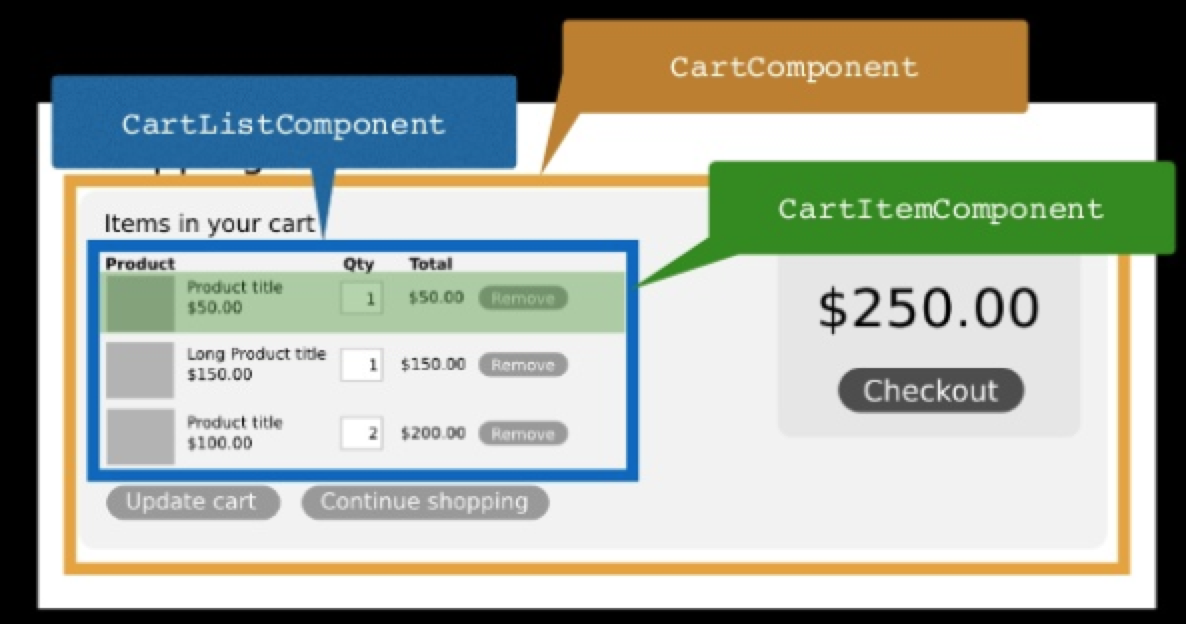 CartComponent
CartListComponent
CartItemComponent
Items in your cart
Product Qty Total
Product title
$50.00
1 $50.00 Remove
Long Product title
$150.00
1 $150.00 Remove
Product title
$100.00
2 $200.00 Remove
$250.00
Checkout
Update cart Continue shopping